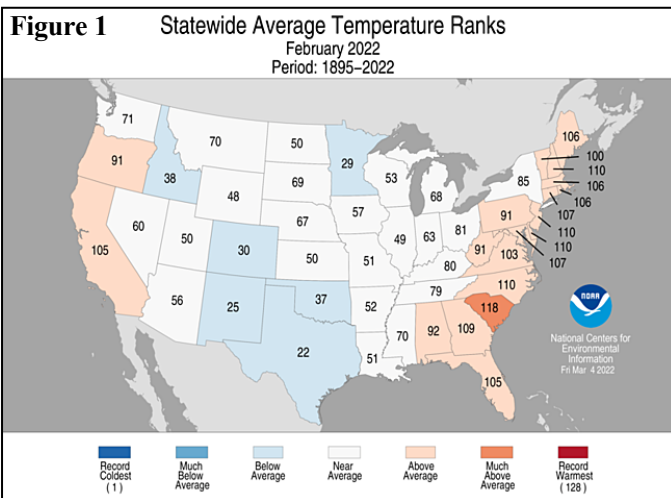 Figure 1
Statewide Average Temperature Ranks
February 2022
Period: 1895–2022
71
91
38
70
50
29
53
68
85
106
100
110
106
106
107
110
110
107
105
60
50
48
69
67
57
49
63
81
91
91
103
30
50
51
80
110
56
25
37
52
79
118
22
51
70
92
109
105
NOAA
National Centers for
Environmental
Information
Fri Mar 4 2022
Record
Coldest
(1)
Much
Below
Average
Below
Average
Near
Average
Above
Average
Much
Above
Average
Record
Warmest
(128)